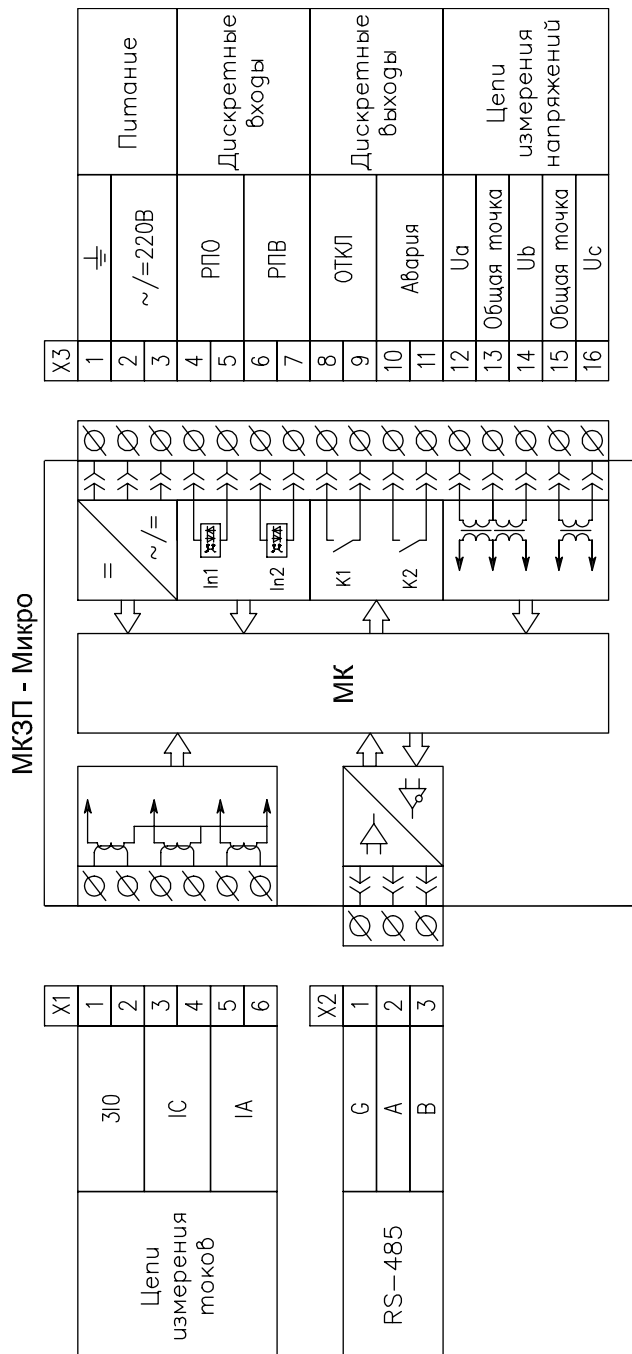 МКЗП - Микро
X1
Цепи
измерения
токов
3I0
1
2
IC
3
4
IA
5
6
X2
RS-485
G
1
A
2
B
3
МК
=
~/=
In1
In2
K1
K2
X3
1
Питание
2
~/=220В
3
4
РПО
5
Дискретные
входы
6
РПВ
7
8
ОТКЛ
9
Дискретные
выходы
10
Авария
11
12
Ua
13
Общая точка
14
Ub
15
Общая точка
16
Uc
Цепи
измерения
напряжений